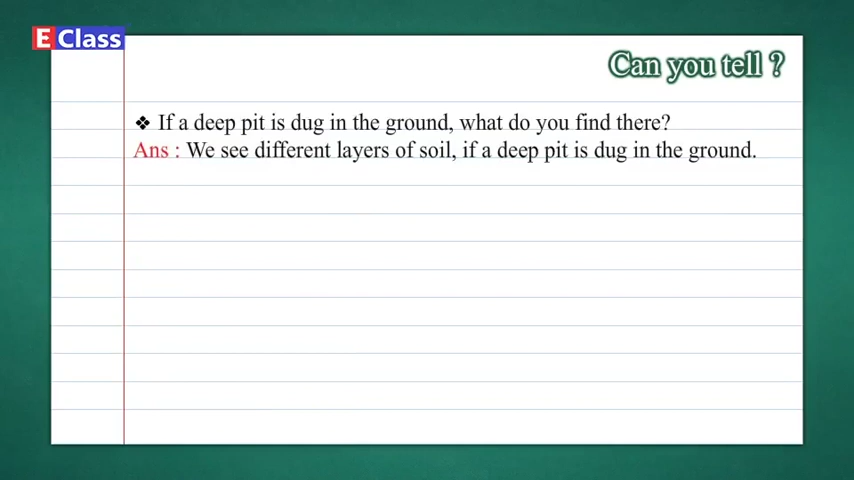 E Class
Can you tell ?
❖ If a deep pit is dug in the ground, what do you find there?
Ans : We see different layers of soil, if a deep pit is dug in the ground.